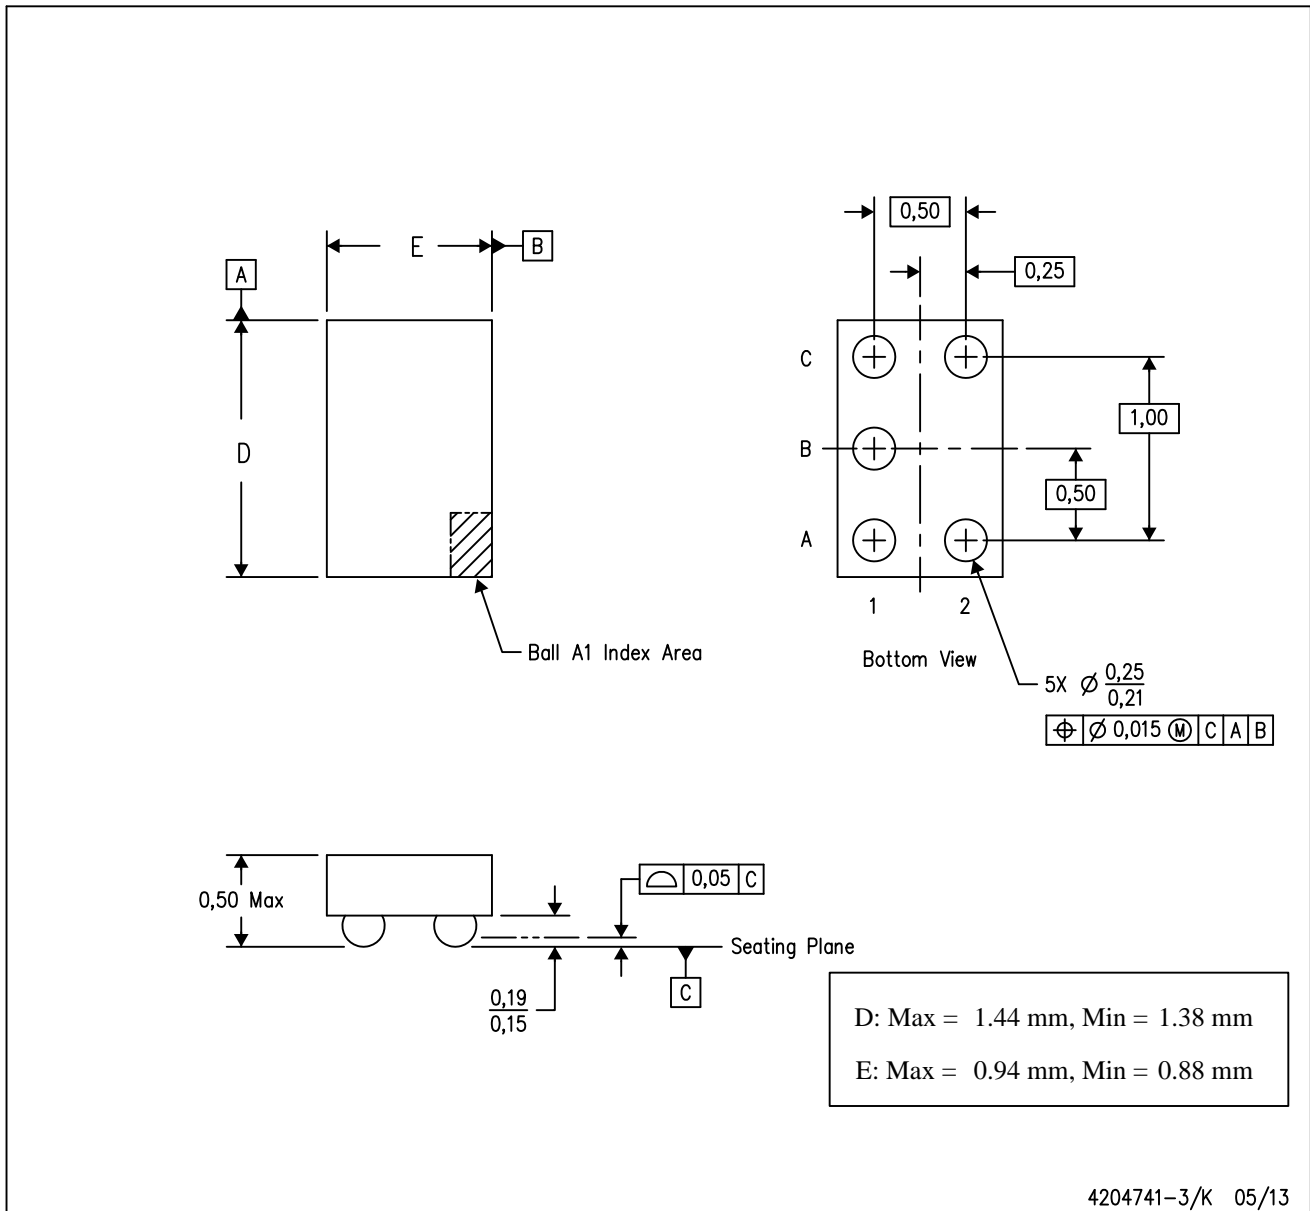 0,50
E
B
A
0,25
C
1,00
D
B
0,50
A
1 2
Ball A1 Index Area
Bottom View
5X Ø 0,25
0,21
⌖ Ø 0,015 Ⓜ C A B
0,50 Max
⌓ 0,05 C
Seating Plane
0,19
0,15
C
D: Max = 1.44 mm, Min = 1.38 mm
E: Max = 0.94 mm, Min = 0.88 mm
4204741-3/K 05/13